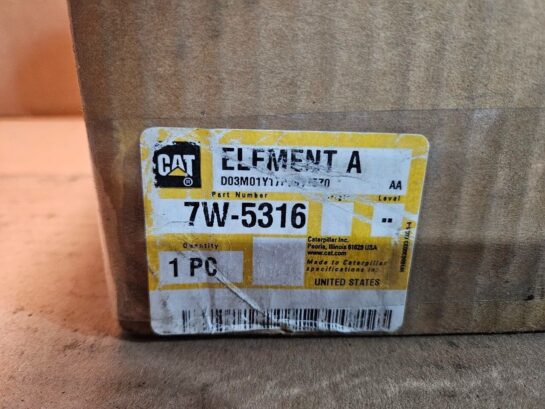 CAT
®
ELEMENT A
AA
Part Number
Level
7W-5316
--
Caterpillar Inc.
Peoria, Illinois 61629 USA
www.cat.com
Quantity
Made to Caterpillar
specifications in:
1 PC
UNITED STATES